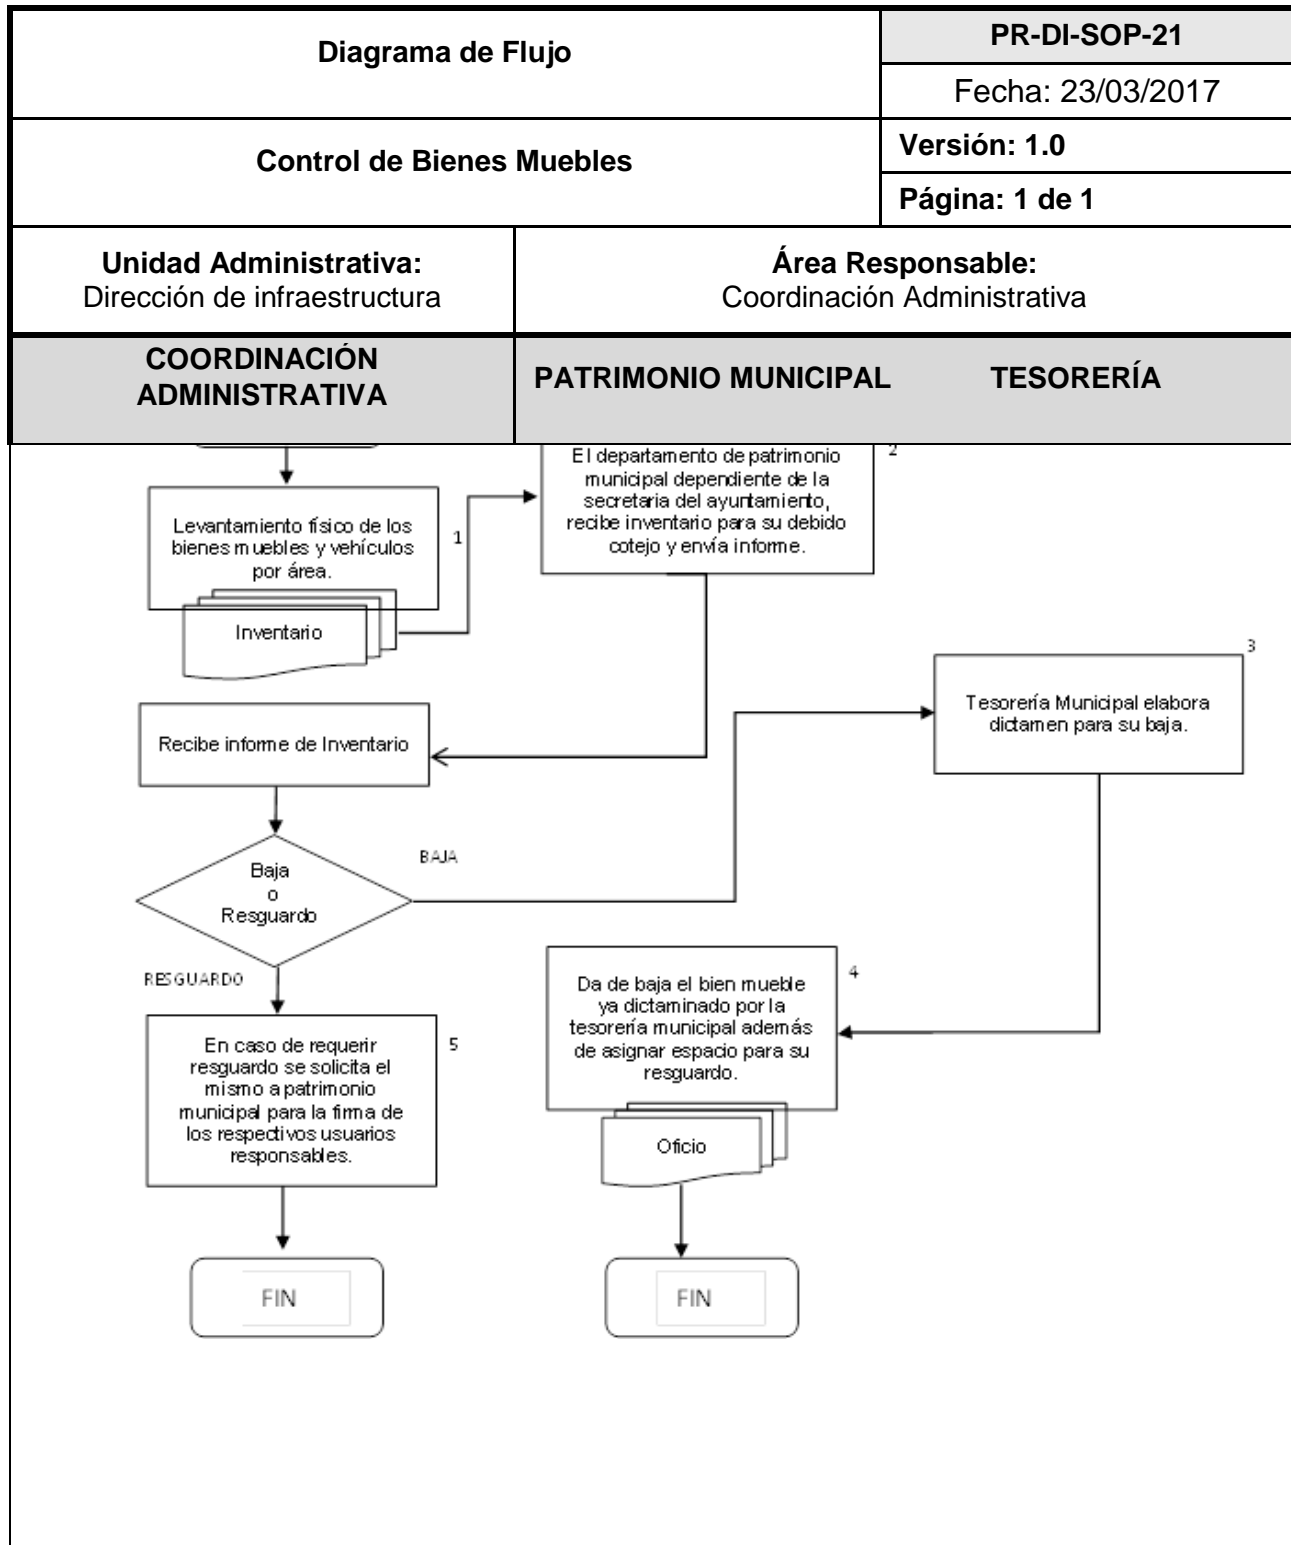 Diagrama de Flujo
PR-DI-SOP-21
Fecha: 23/03/2017
Control de Bienes Muebles
Versión: 1.0
Página: 1 de 1
Unidad Administrativa:
Dirección de infraestructura
Área Responsable:
Coordinación Administrativa
COORDINACIÓN
ADMINISTRATIVA
PATRIMONIO MUNICIPAL
TESORERÍA
2
El departamento de patrimonio
municipal dependiente de la
secretaria del ayuntamiento,
recibe inventario para su debido
cotejo y envía informe.
1
Levantamiento físico de los
bienes muebles y vehículos
por área.
Inventario
3
Tesorería Municipal elabora
dictamen para su baja.
Recibe informe de Inventario
Baja
o
Resguardo
BAJA
RESGUARDO
4
Da de baja el bien mueble
ya dictaminado por la
tesorería municipal además
de asignar espacio para su
resguardo.
Oficio
5
En caso de requerir
resguardo se solicita el
mismo a patrimonio
municipal para la firma de
los respectivos usuarios
responsables.
FIN
FIN